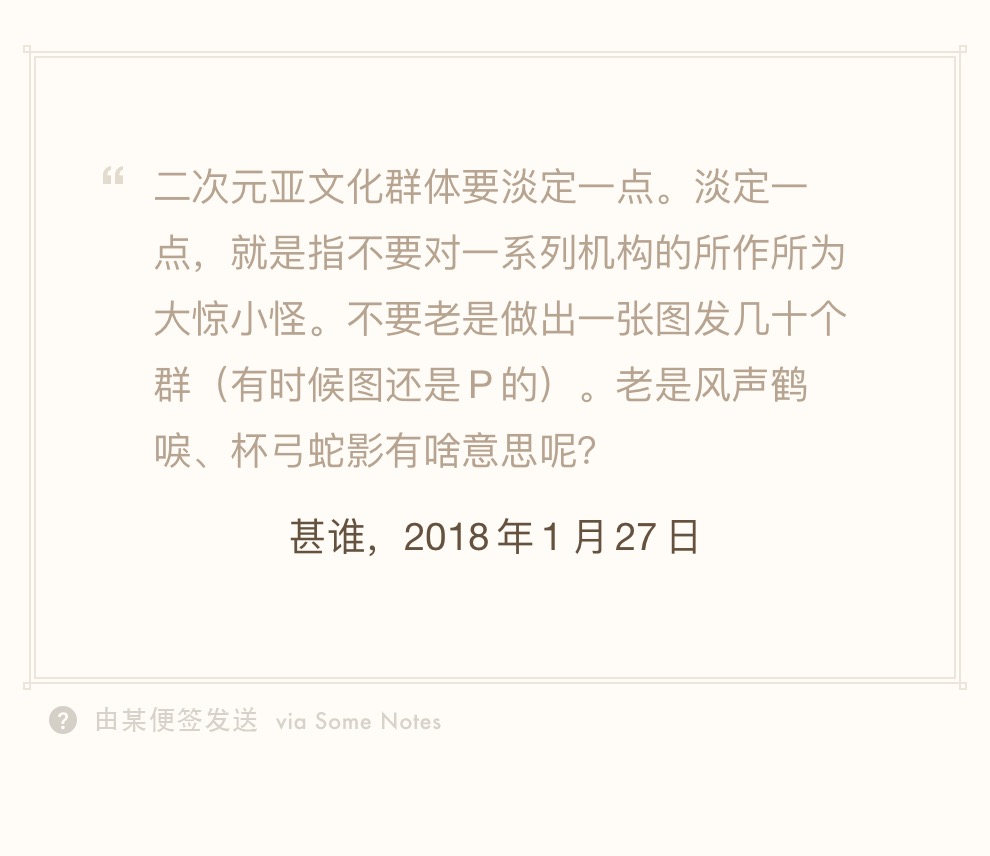 “ 二次元亚文化群体要淡定一点。淡定一
点，就是指不要对一系列机构的所作所为
大惊小怪。不要老是做出一张图发几十个
群（有时候图还是 P 的）。老是风声鹤
唳、杯弓蛇影有啥意思呢？
甚谁，2018 年 1 月 27 日
? 由某便签发送 via Some Notes